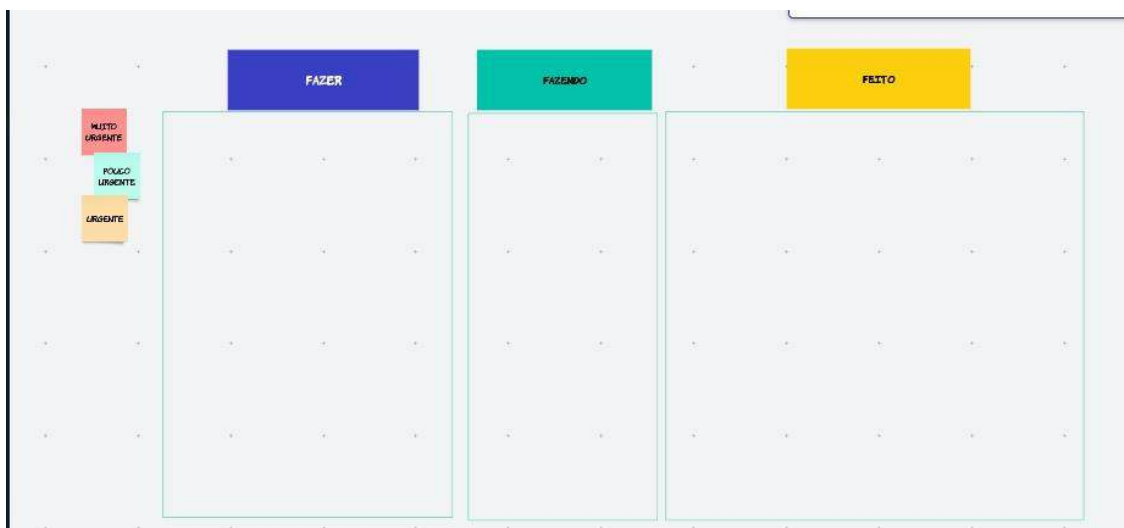 FAZER
FAZENDO
FEITO
MUITO
URGENTE
POUCO
URGENTE
URGENTE